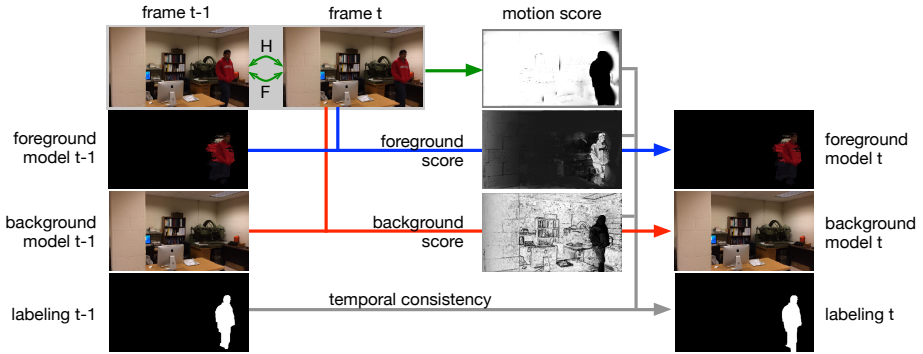 frame t-1
frame t
motion score
H
F
foreground
model t-1
foreground
score
foreground
model t
background
model t-1
background
score
background
model t
labeling t-1
temporal consistency
labeling t